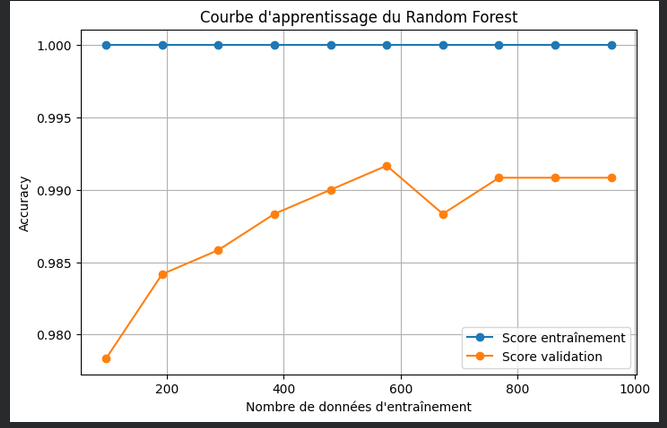 Courbe d'apprentissage du Random Forest
1.000
0.995
0.990
0.985
0.980
Accuracy
Score entraînement
Score validation
200 400 600 800 1000
Nombre de données d'entraînement